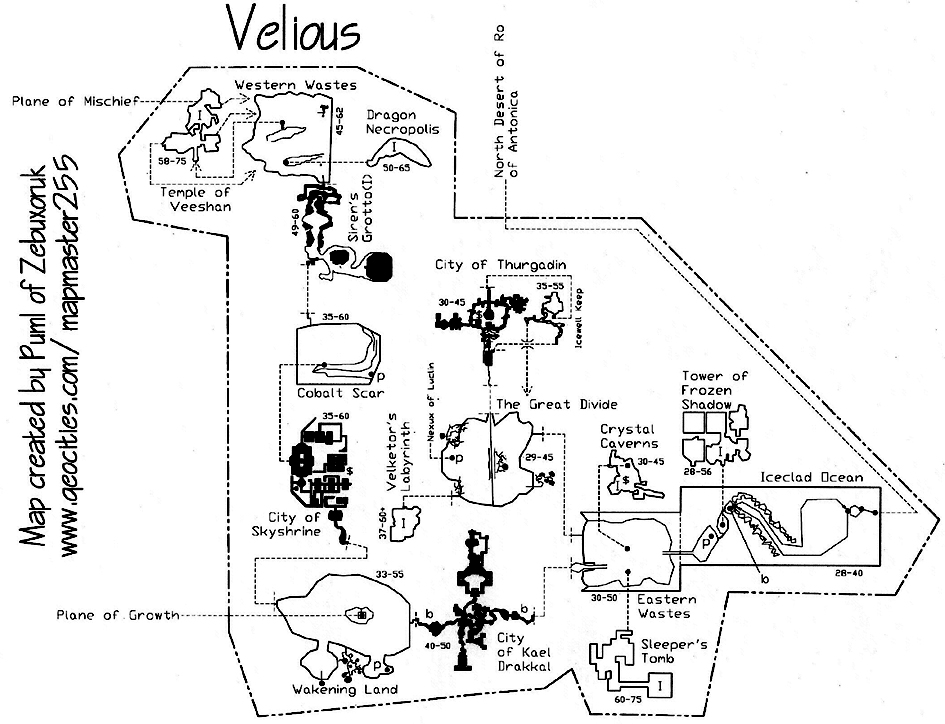 Velious
Map created by Puml of Zebuxoruk
www.geocities.com/ mapmaster255
North Desert of Ro
of Antonica
Western Wastes
45-62
Plane of Mischief
I
58-75
Temple of
Veeshan
Dragon
Necropolis
I
50-65
49-60
Siren's
Grotto(I)
City of Thurgadin
30-45
35-55
Icewell Keep
35-60
p
Cobalt Scar
35-60
$
City of
Skyshrine
Nexus of Luclin
The Great Divide
p
29-45
Velketor's
Labyrinth
37-60+
I
Crystal
Caverns
30-45
I
$
Tower of
Frozen
Shadow
I
28-56
Iceclad Ocean
p
b
28-40
30-50
Eastern
Wastes
33-55
Plane of Growth
p
Wakening Land
b
b
40-50
City
of Kael
Drakkal
Sleeper's
Tomb
I
60-75